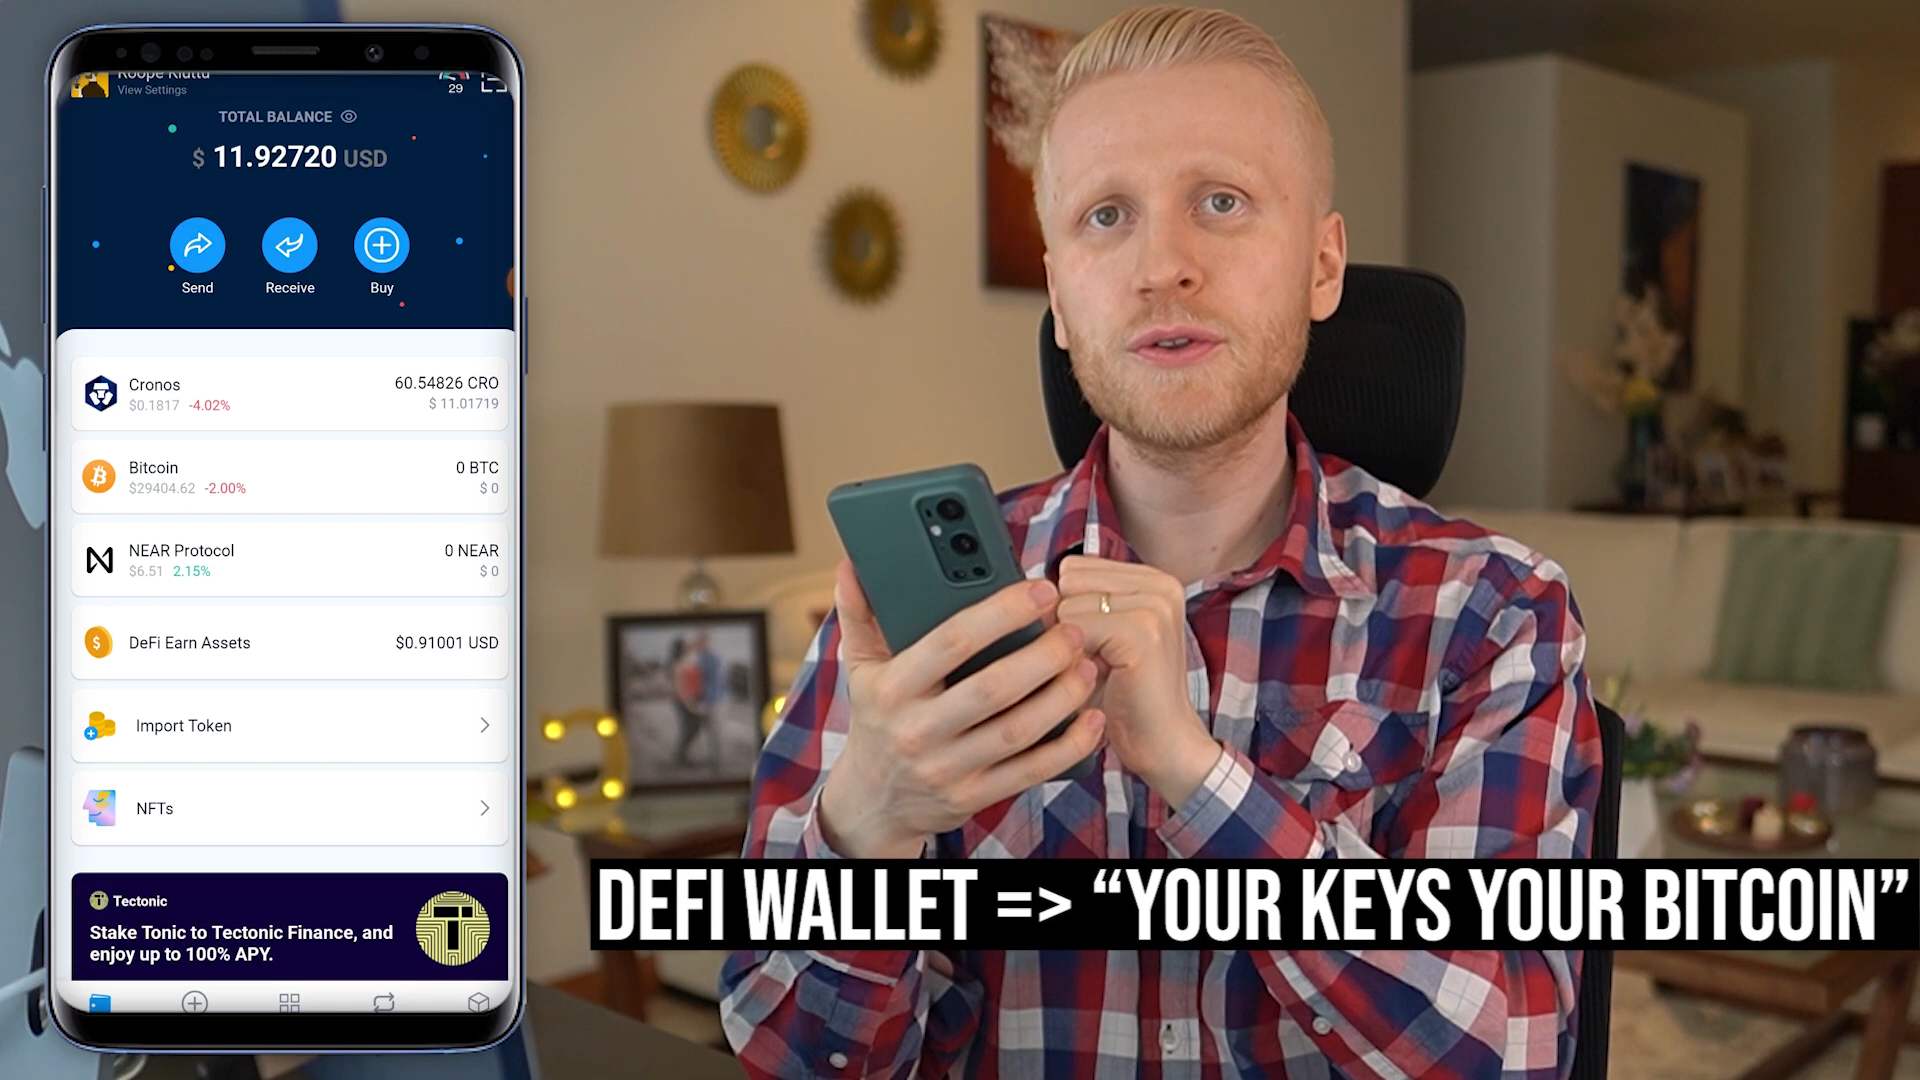 Roope Kiuttu
View Settings
29
TOTAL BALANCE
$ 11.92720 USD
Send
Receive
Buy
Cronos
60.54826 CRO
$0.1817 -4.02%
$ 11.01719
Bitcoin
0 BTC
$29404.62 -2.00%
$ 0
NEAR Protocol
0 NEAR
$6.51 2.15%
$ 0
DeFi Earn Assets
$0.91001 USD
Import Token
NFTs
Tectonic
Stake Tonic to Tectonic Finance, and
enjoy up to 100% APY.
DEFI WALLET => “YOUR KEYS YOUR BITCOIN”